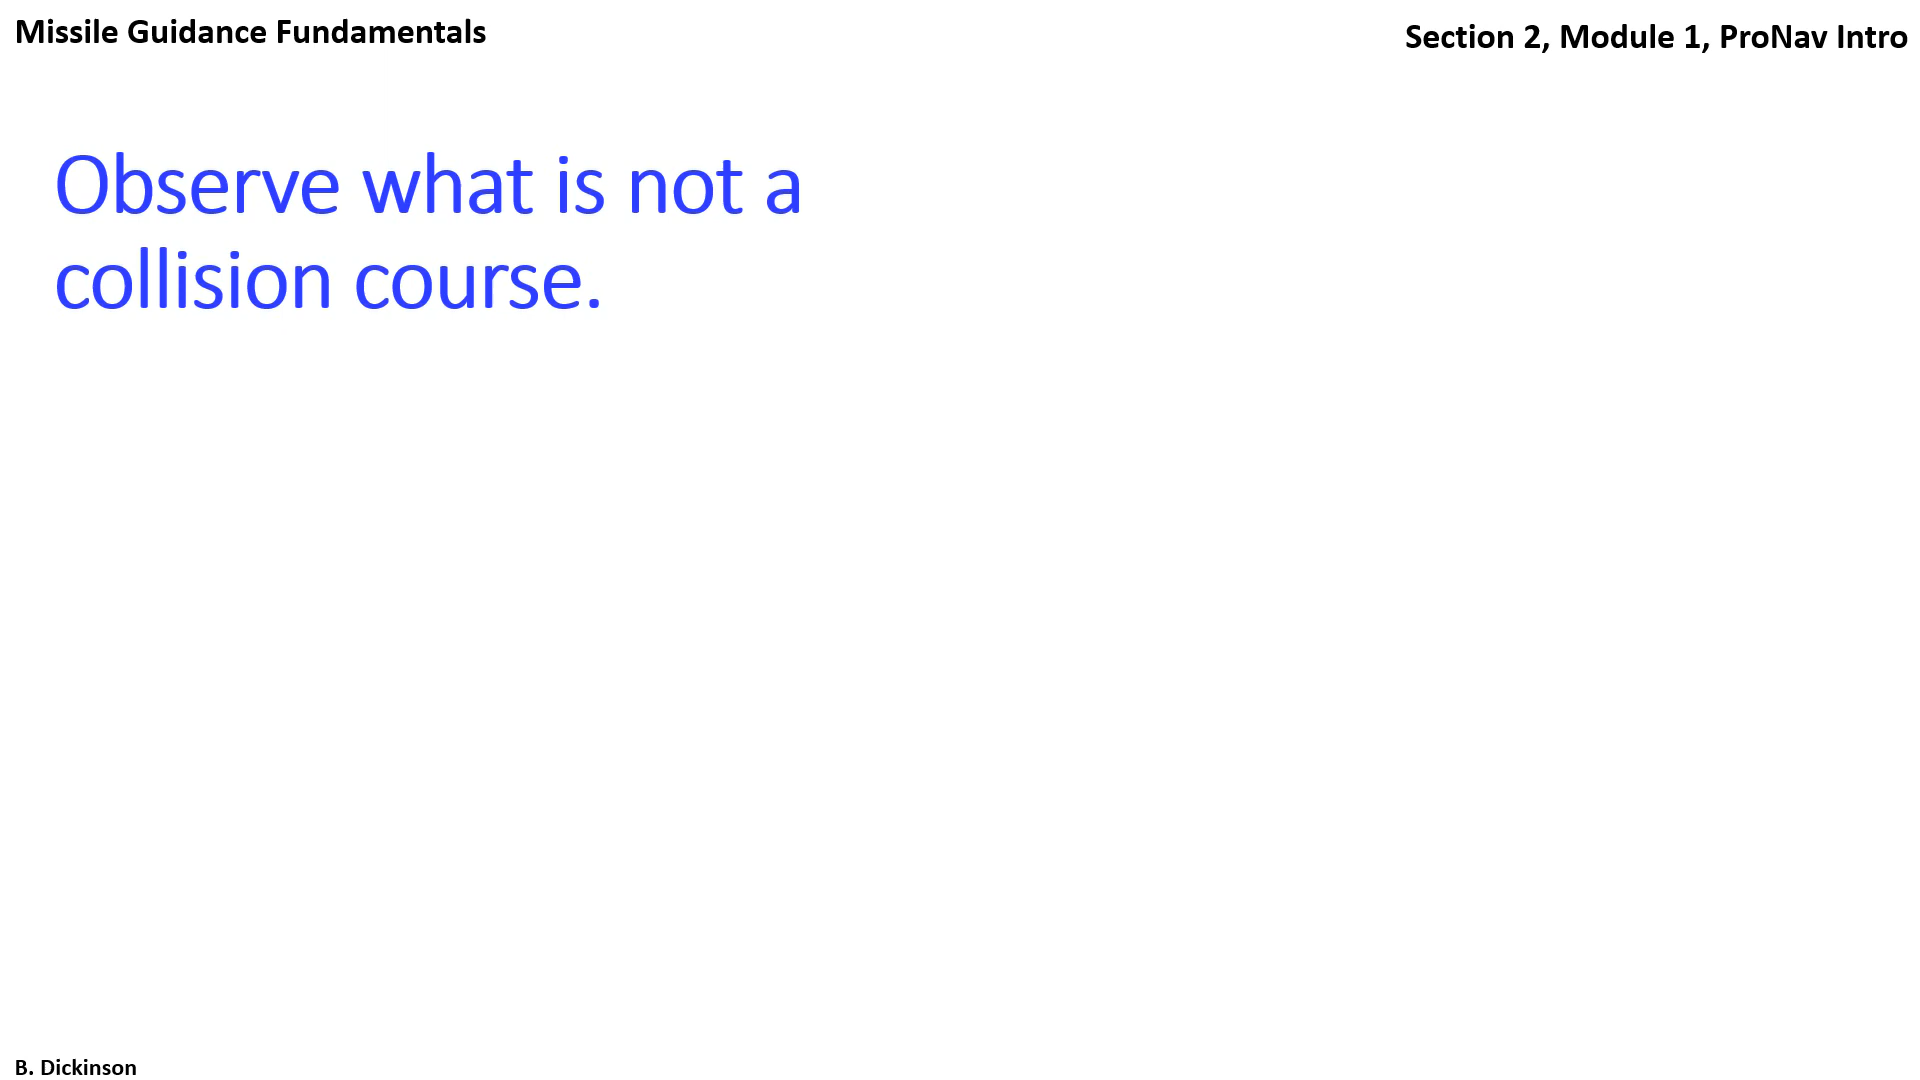 Missile Guidance Fundamentals
Section 2, Module 1, ProNav Intro
Observe what is not a
collision course.
B. Dickinson